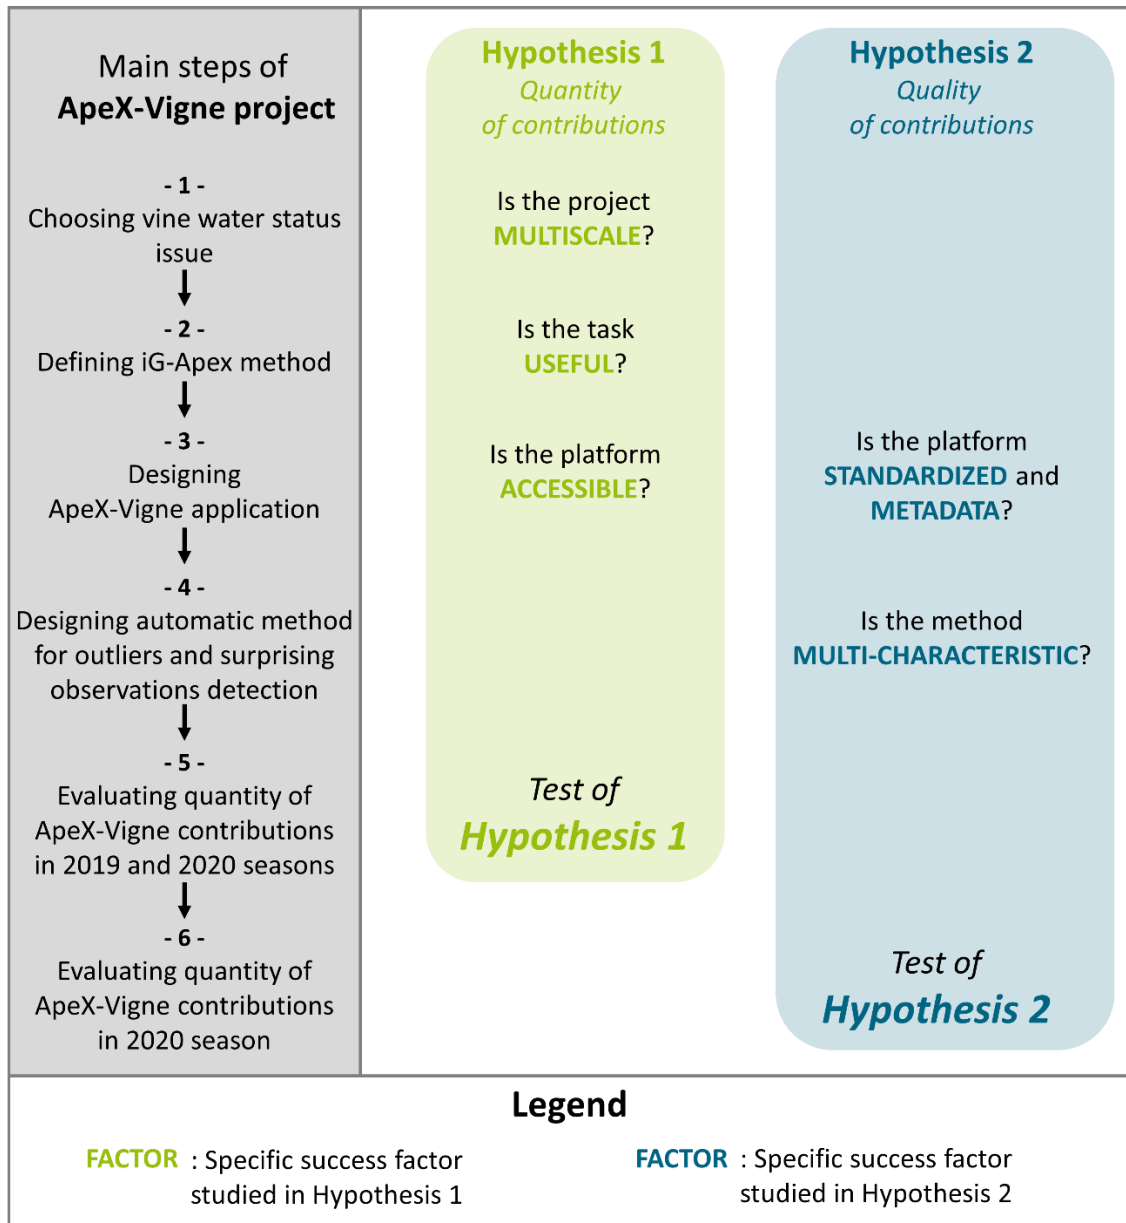 Main steps of
ApeX-Vigne project
- 1 -
Choosing vine water status
issue
- 2 -
Defining iG-Apex method
- 3 -
Designing
ApeX-Vigne application
- 4 -
Designing automatic method
for outliers and surprising
observations detection
- 5 -
Evaluating quantity of
ApeX-Vigne contributions
in 2019 and 2020 seasons
- 6 -
Evaluating quantity of
ApeX-Vigne contributions
in 2020 season
Hypothesis 1
Quantity
of contributions
Is the project
MULTISCALE?
Is the task
USEFUL?
Is the platform
ACCESSIBLE?
Test of
Hypothesis 1
Hypothesis 2
Quality
of contributions
Is the platform
STANDARDIZED and
METADATA?
Is the method
MULTI-CHARACTERISTIC?
Test of
Hypothesis 2
Legend
FACTOR : Specific success factor
studied in Hypothesis 1
FACTOR : Specific success factor
studied in Hypothesis 2